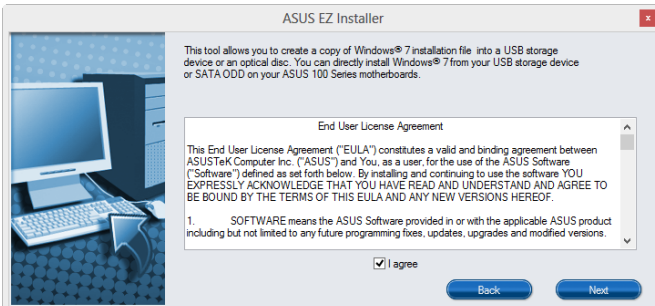 ASUS EZ Installer
x
This tool allows you to create a copy of Windows® 7 installation file into a USB storage
device or an optical disc. You can directly install Windows® 7 from your USB storage device
or SATA ODD on your ASUS 100 Series motherboards.
End User License Agreement
This End User License Agreement ("EULA") constitutes a valid and binding agreement between
ASUSTeK Computer Inc. ("ASUS") and You, as a user, for the use of the ASUS Software
("Software") defined as set forth below. By installing and continuing to use the software YOU
EXPRESSLY ACKNOWLEDGE THAT YOU HAVE READ AND UNDERSTAND AND AGREE TO
BE BOUND BY THE TERMS OF THIS EULA AND ANY NEW VERSIONS HEREOF.
1. SOFTWARE means the ASUS Software provided in or with the applicable ASUS product
including but not limited to any future programming fixes, updates, upgrades and modified versions.
I agree
Back Next